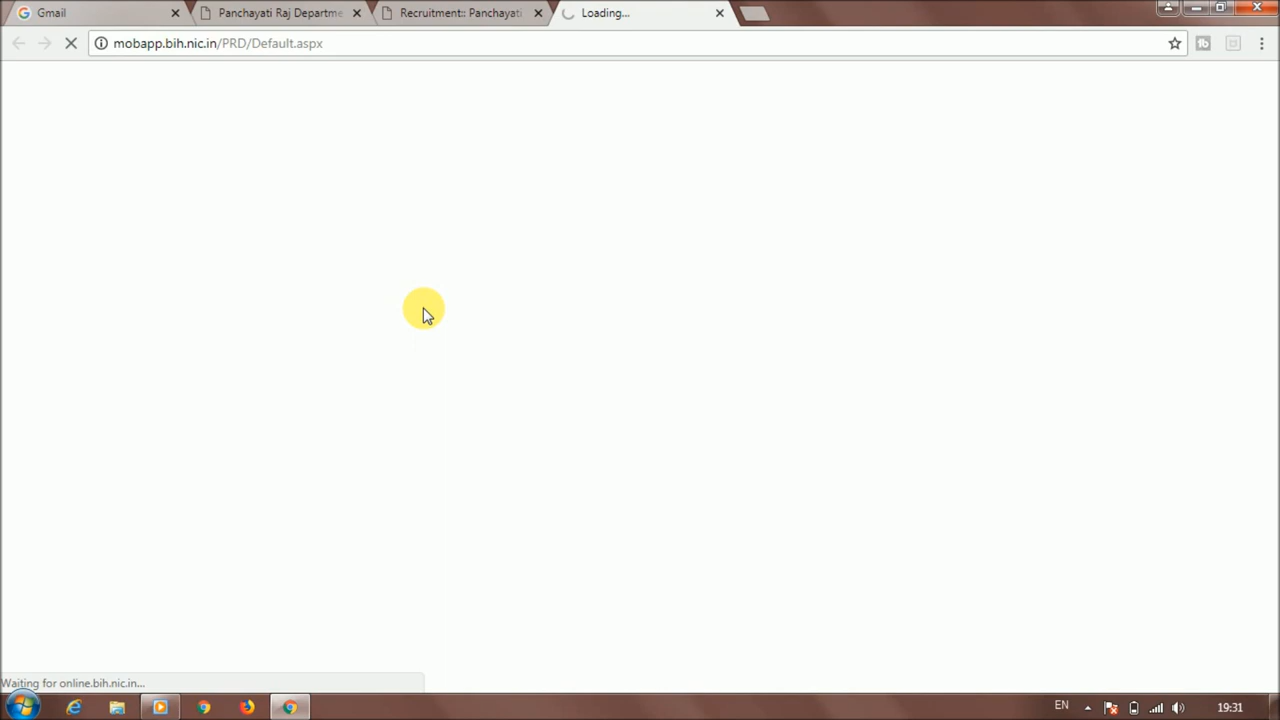 Gmail
Panchayati Raj Departme
Recruitment:: Panchayati
Loading...
mobapp.bih.nic.in/PRD/Default.aspx
Waiting for online.bih.nic.in...
EN
19:31